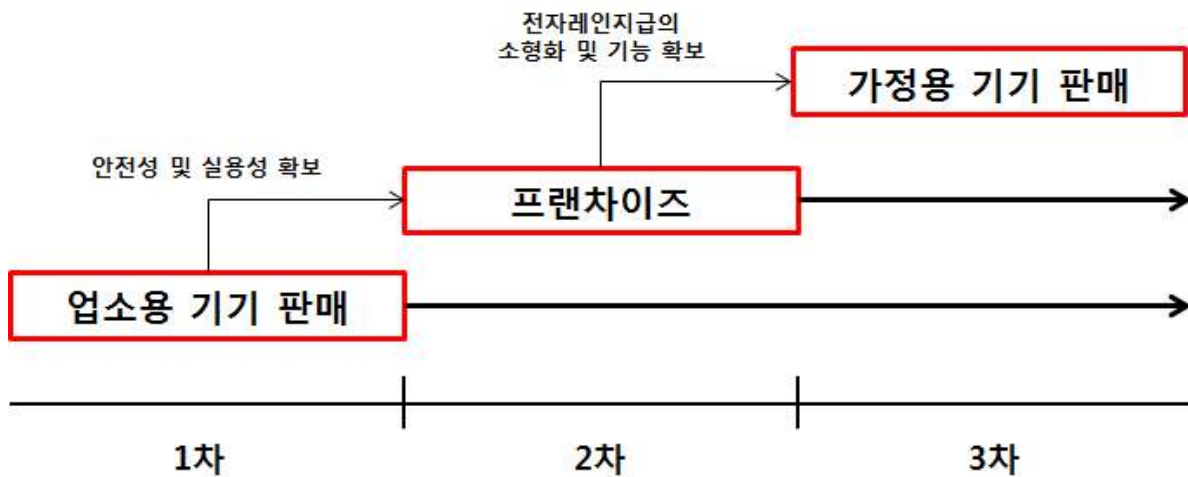 전자레인지급의
소형화 및 기능 확보
가정용 기기 판매
안전성 및 실용성 확보
프랜차이즈
업소용 기기 판매
1차
2차
3차